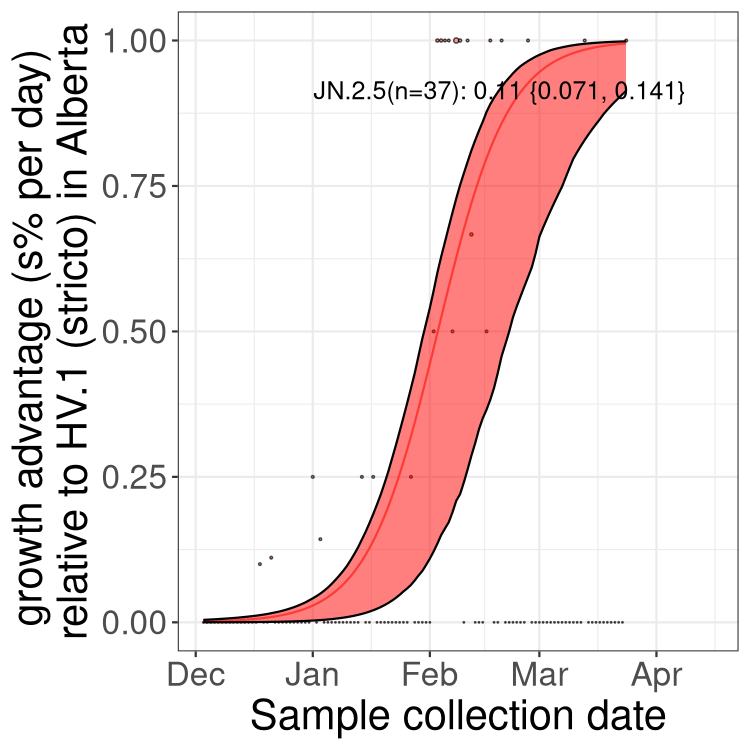 growth advantage (s% per day)
relative to HV.1 (stricto) in Alberta
1.00
0.75
0.50
0.25
0.00
JN.2.5(n=37): 0.11 {0.071, 0.141}
Dec Jan Feb Mar Apr
Sample collection date